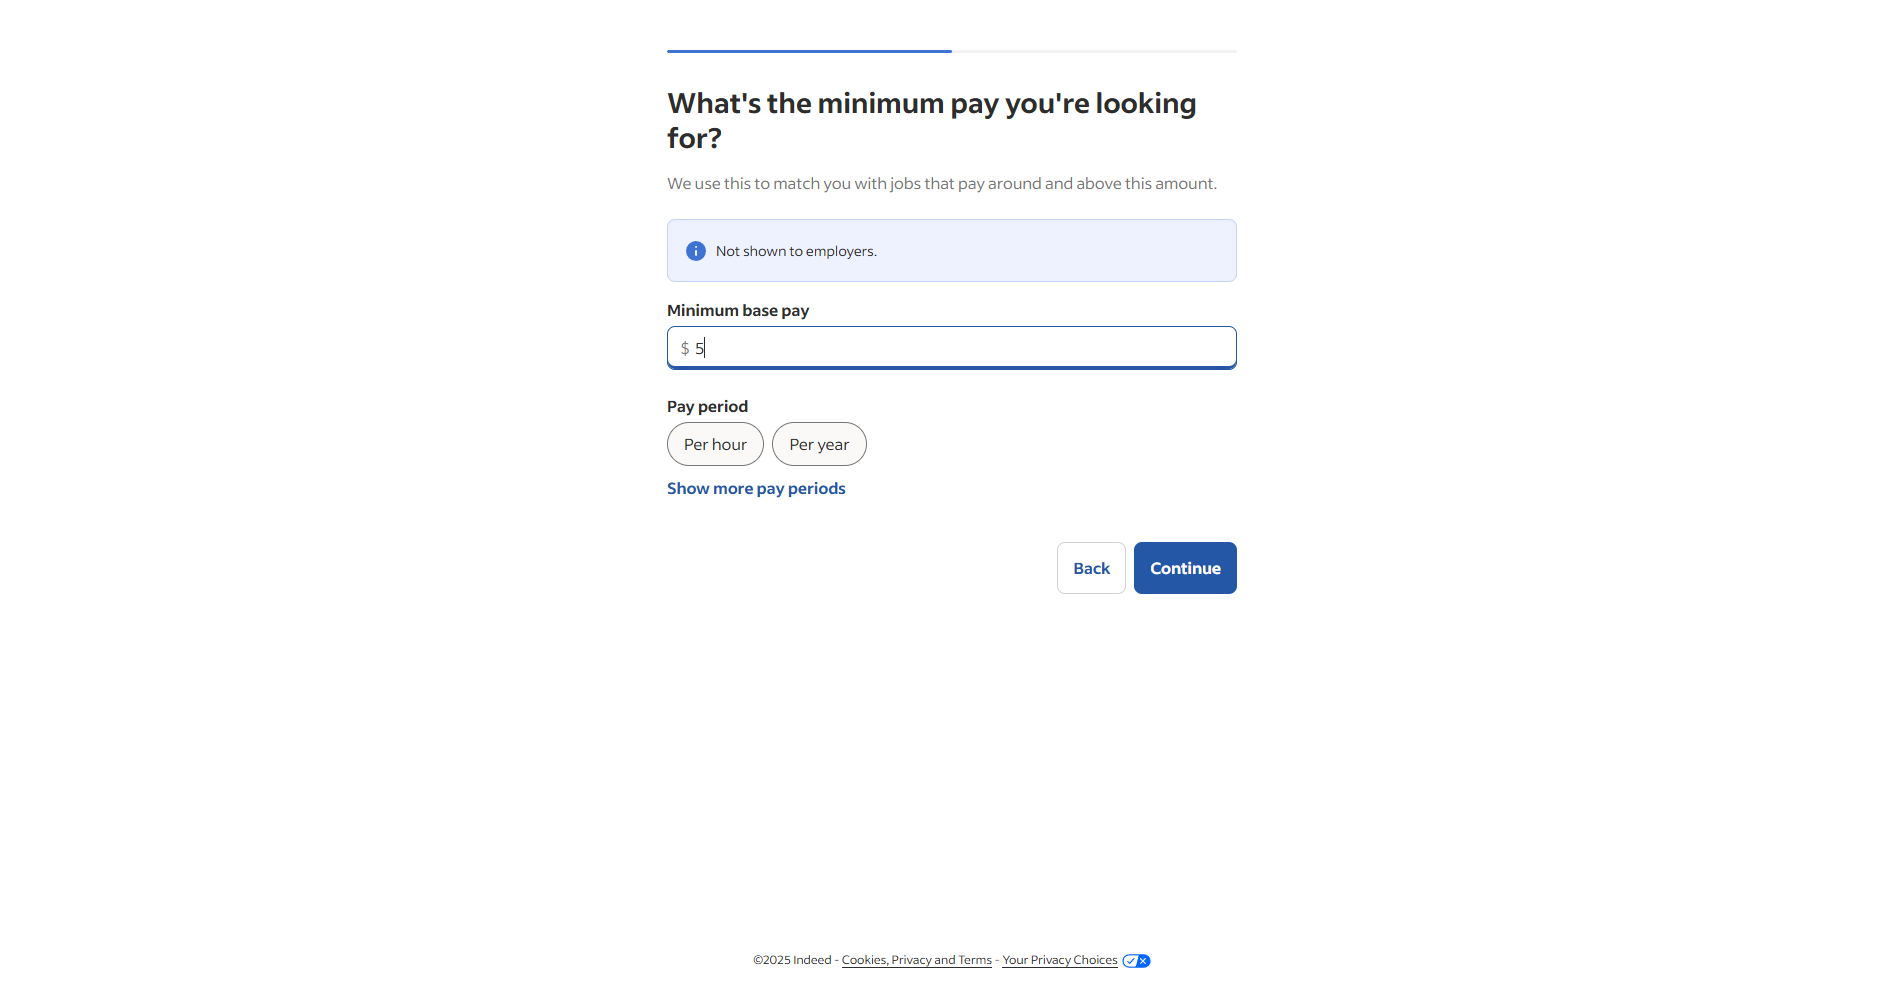 What's the minimum pay you're looking
for?
We use this to match you with jobs that pay around and above this amount.
Not shown to employers.
Minimum base pay
$ 5
Pay period
Per hour Per year
Show more pay periods
Back Continue
©2025 Indeed - Cookies, Privacy and Terms - Your Privacy Choices